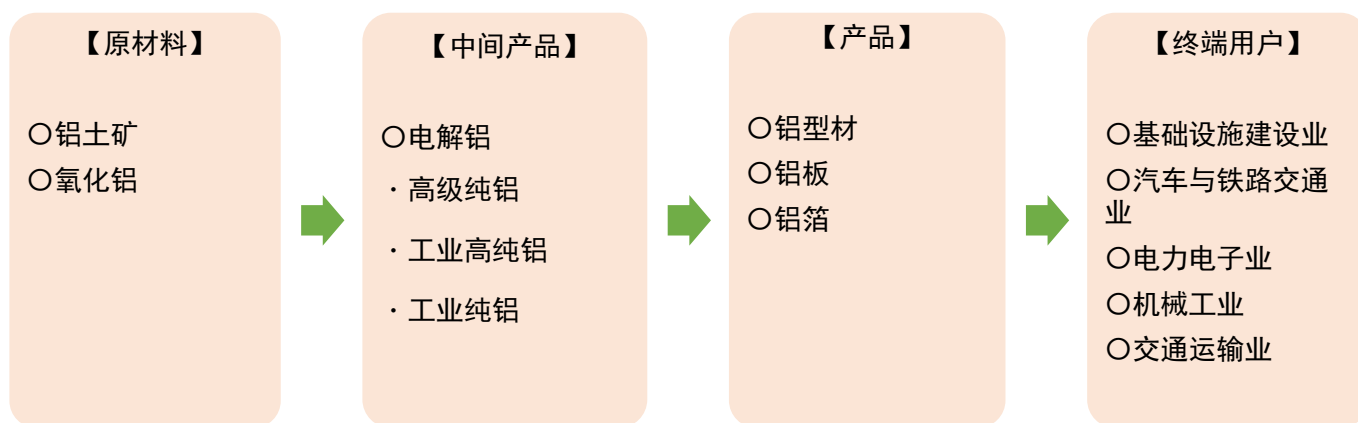 【原材料】
〇铝土矿
〇氧化铝
【中间产品】
〇电解铝
・高级纯铝
・工业高纯铝
・工业纯铝
【产品】
〇铝型材
〇铝板
〇铝箔
【终端用户】
〇基础设施建设业
〇汽车与铁路交通
业
〇电力电子业
〇机械工业
〇交通运输业